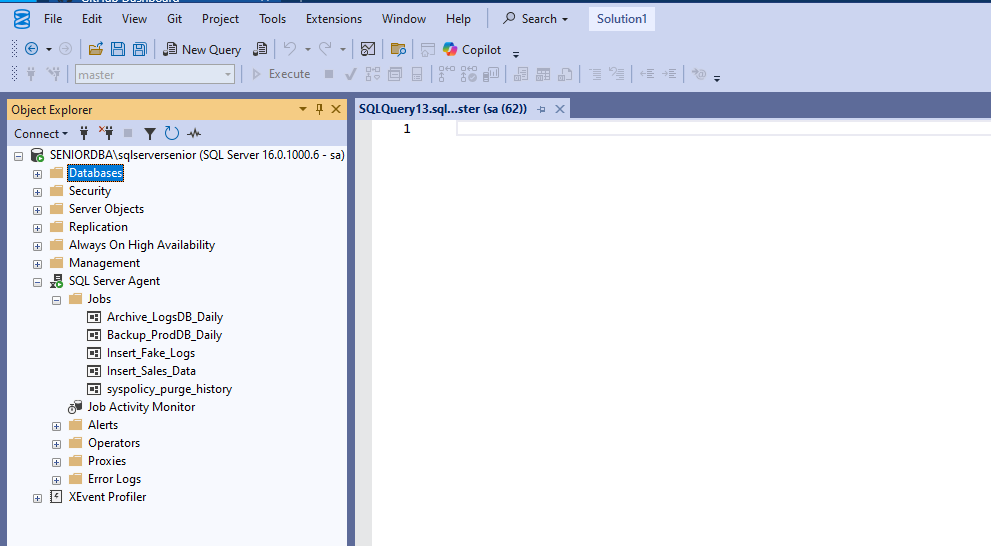 GitHub Dashboard
File Edit View Git Project Tools Extensions Window Help Search Solution1
New Query Copilot
master Execute
Object Explorer
SQLQuery13.sql...ster (sa (62))
1
Connect
SENIORDBA\sqlserversenior (SQL Server 16.0.1000.6 - sa)
Databases
Security
Server Objects
Replication
Always On High Availability
Management
SQL Server Agent
Jobs
Archive_LogsDB_Daily
Backup_ProdDB_Daily
Insert_Fake_Logs
Insert_Sales_Data
syspolicy_purge_history
Job Activity Monitor
Alerts
Operators
Proxies
Error Logs
XEvent Profiler